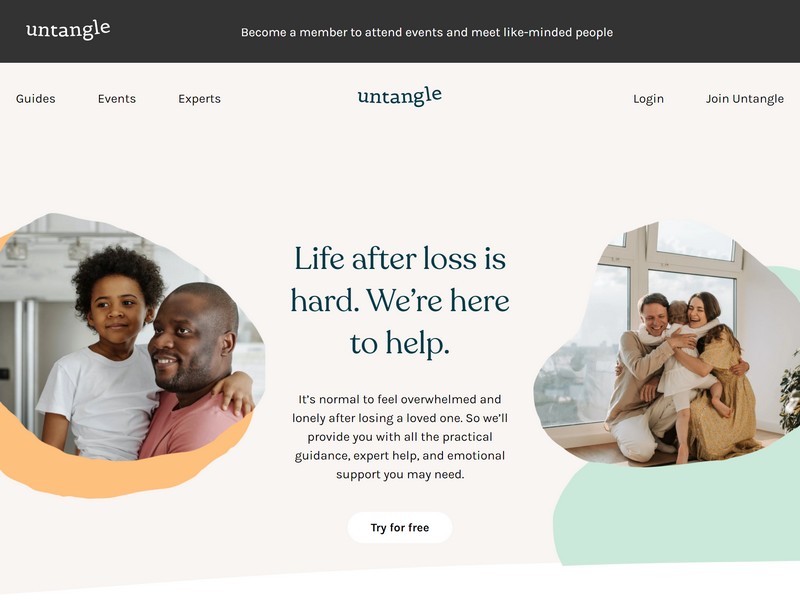 untangle
Become a member to attend events and meet like-minded people
Guides
Events
Experts
untangle
Login
Join Untangle
Life after loss is
hard. We’re here
to help.
It’s normal to feel overwhelmed and
lonely after losing a loved one. So we’ll
provide you with all the practical
guidance, expert help, and emotional
support you may need.
Try for free